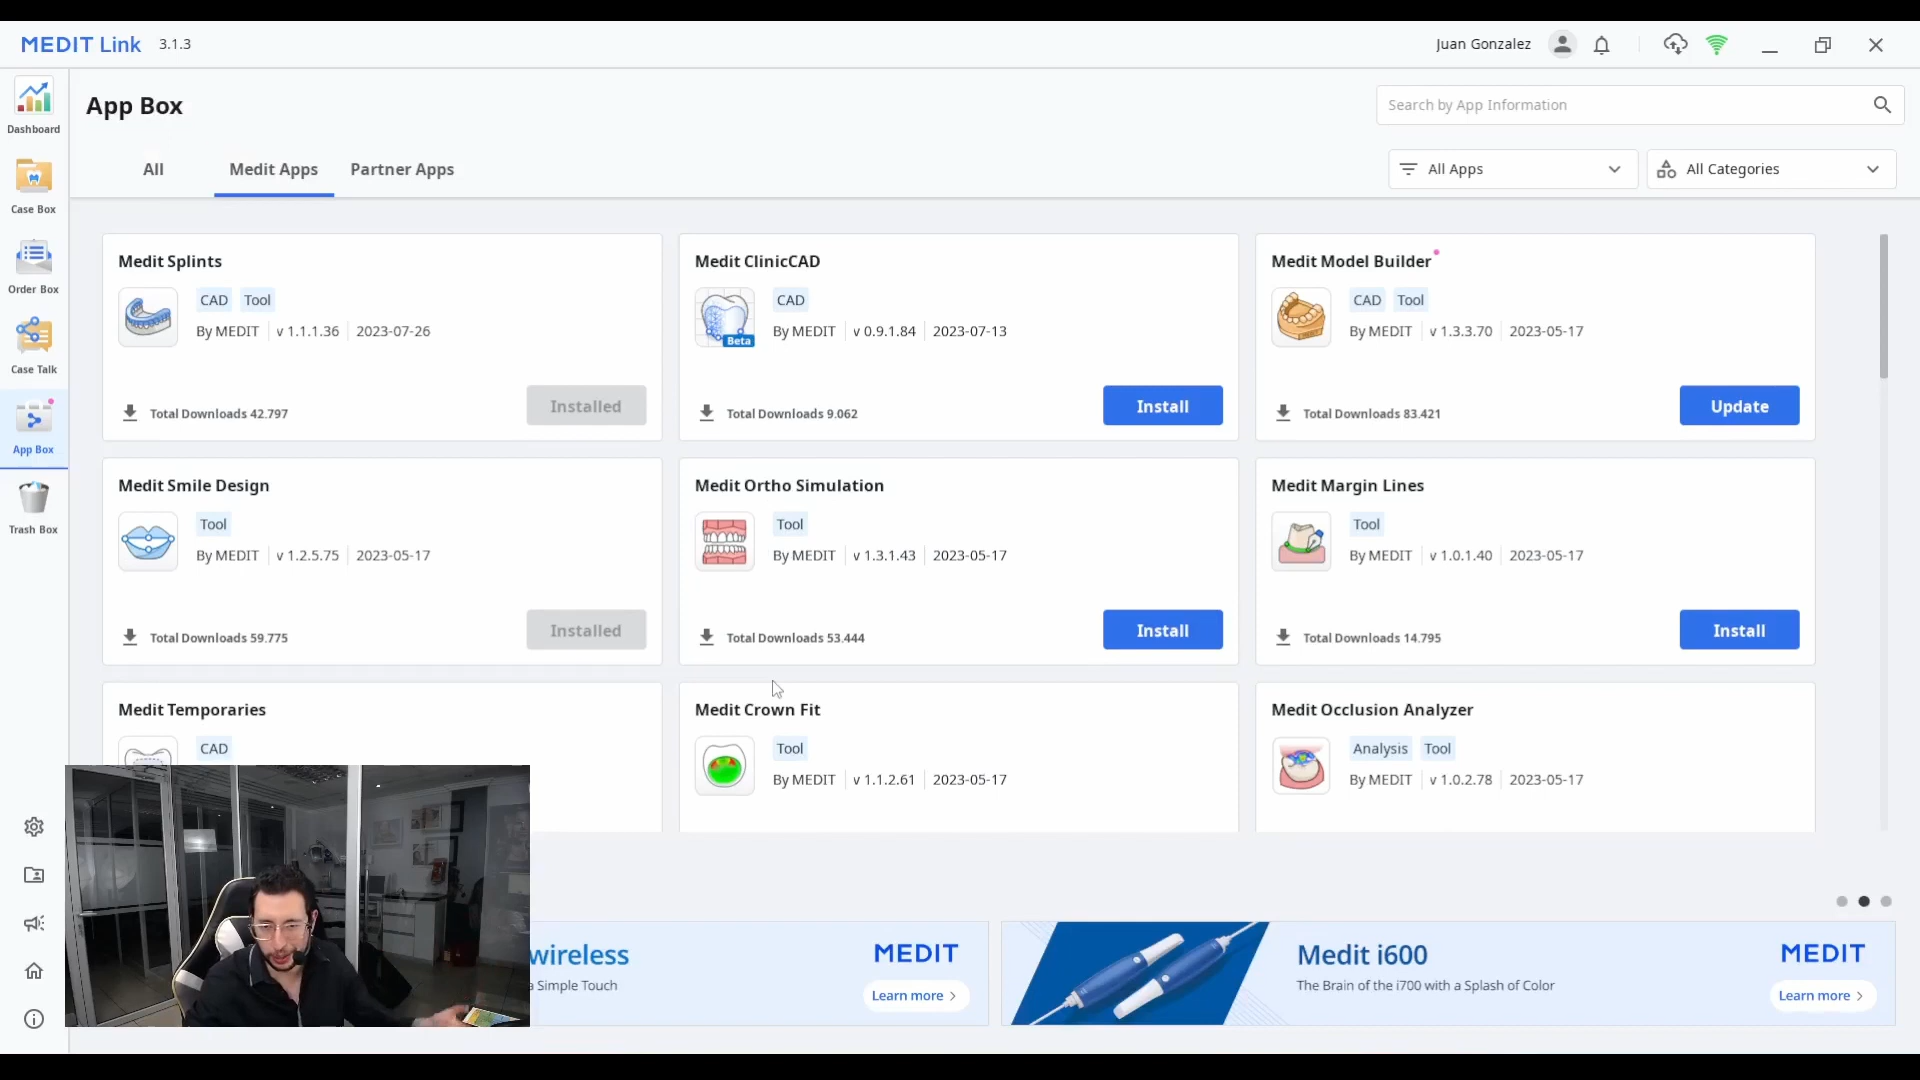 MEDIT Link 3.1.3
Juan Gonzalez
Dashboard
Case Box
Order Box
Case Talk
App Box
Trash Box
App Box
Search by App Information
All
Medit Apps
Partner Apps
All Apps
All Categories
Medit Splints
CAD Tool
By MEDIT v 1.1.1.36 2023-07-26
Total Downloads 42.797
Installed
Medit ClinicCAD
Beta
CAD
By MEDIT v 0.9.1.84 2023-07-13
Total Downloads 9.062
Install
Medit Model Builder
CAD Tool
By MEDIT v 1.3.3.70 2023-05-17
Total Downloads 83.421
Update
Medit Smile Design
Tool
By MEDIT v 1.2.5.75 2023-05-17
Total Downloads 59.775
Installed
Medit Ortho Simulation
Tool
By MEDIT v 1.3.1.43 2023-05-17
Total Downloads 53.444
Install
Medit Margin Lines
Tool
By MEDIT v 1.0.1.40 2023-05-17
Total Downloads 14.795
Install
Medit Temporaries
CAD
Medit Crown Fit
Tool
By MEDIT v 1.1.2.61 2023-05-17
Medit Occlusion Analyzer
Analysis Tool
By MEDIT v 1.0.2.78 2023-05-17
wireless
a Simple Touch
MEDIT
Learn more >
Medit i600
The Brain of the i700 with a Splash of Color
MEDIT
Learn more >